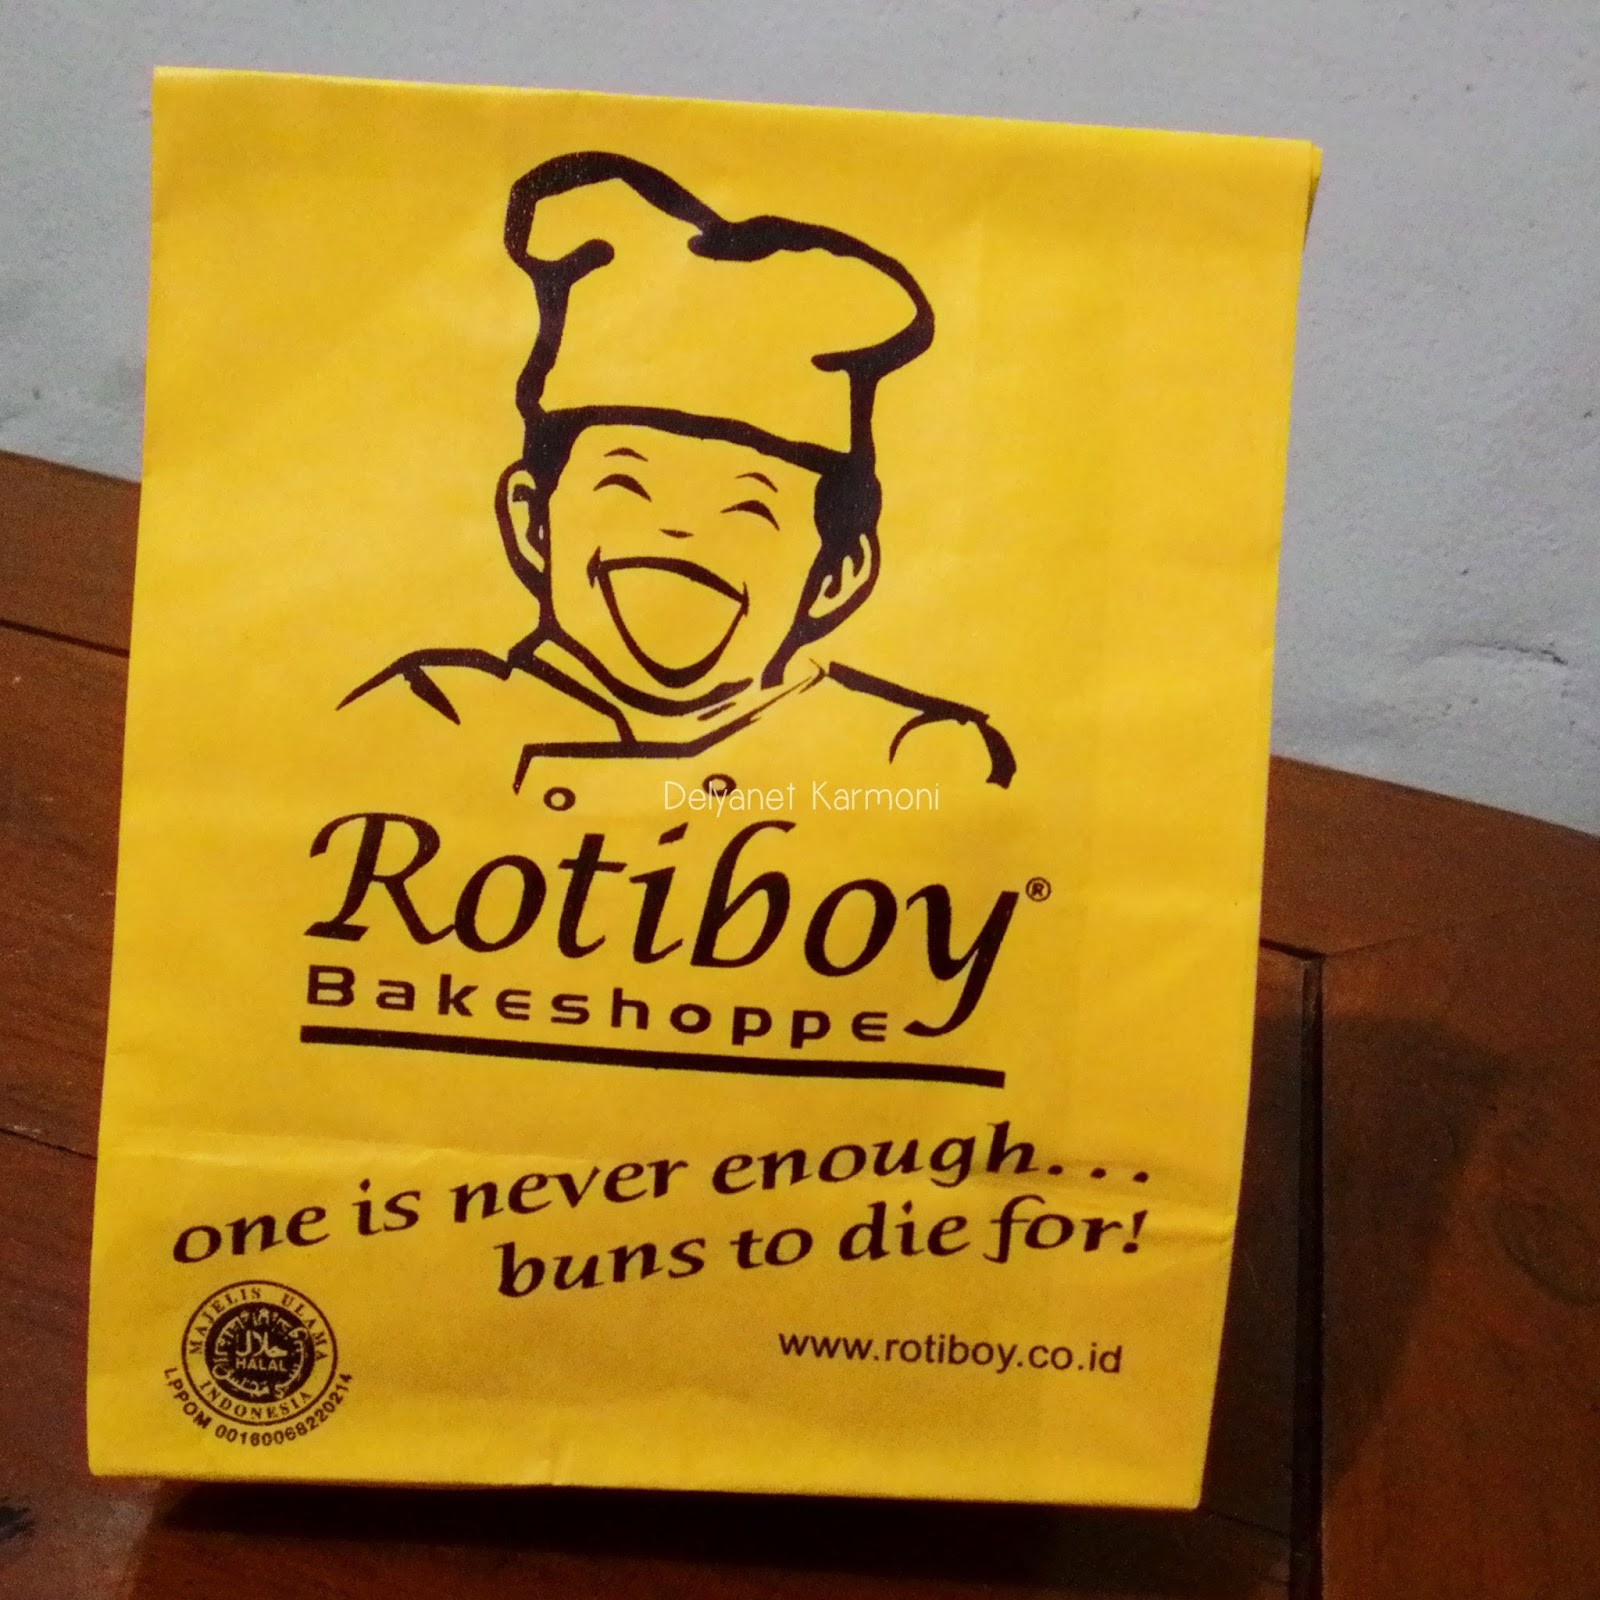 Delyanet Karmoni
Rotiboy®
Bakeshoppe
one is never enough...
buns to die for!
www.rotiboy.co.id
MAJELIS ULAMA
حلال
HALAL
INDONESIA
LPPOM 00160068220214